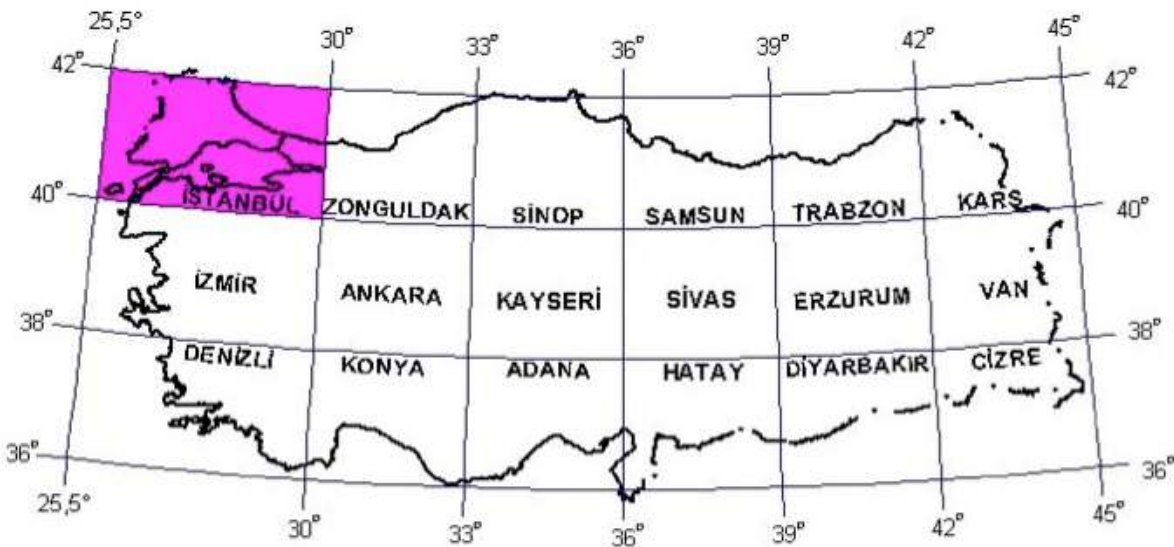 25,5° 30° 33° 36° 39° 42° 45°
42° 42°
40° İSTANBUL ZONGULDAK SİNOP SAMSUN TRABZON KARS 40°
İZMİR ANKARA KAYSERİ SİVAS ERZURUM VAN
38° DENİZLİ KONYA ADANA HATAY DİYARBAKIR CİZRE 38°
36° 36°
25,5° 30° 33° 36° 39° 42° 45°